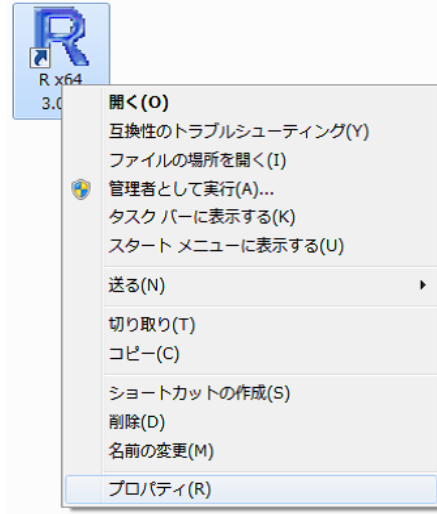 R x64
3.0
開く(O)
互換性のトラブルシューティング(Y)
ファイルの場所を開く(I)
管理者として実行(A)...
タスク バーに表示する(K)
スタート メニューに表示する(U)
送る(N)
切り取り(T)
コピー(C)
ショートカットの作成(S)
削除(D)
名前の変更(M)
プロパティ(R)